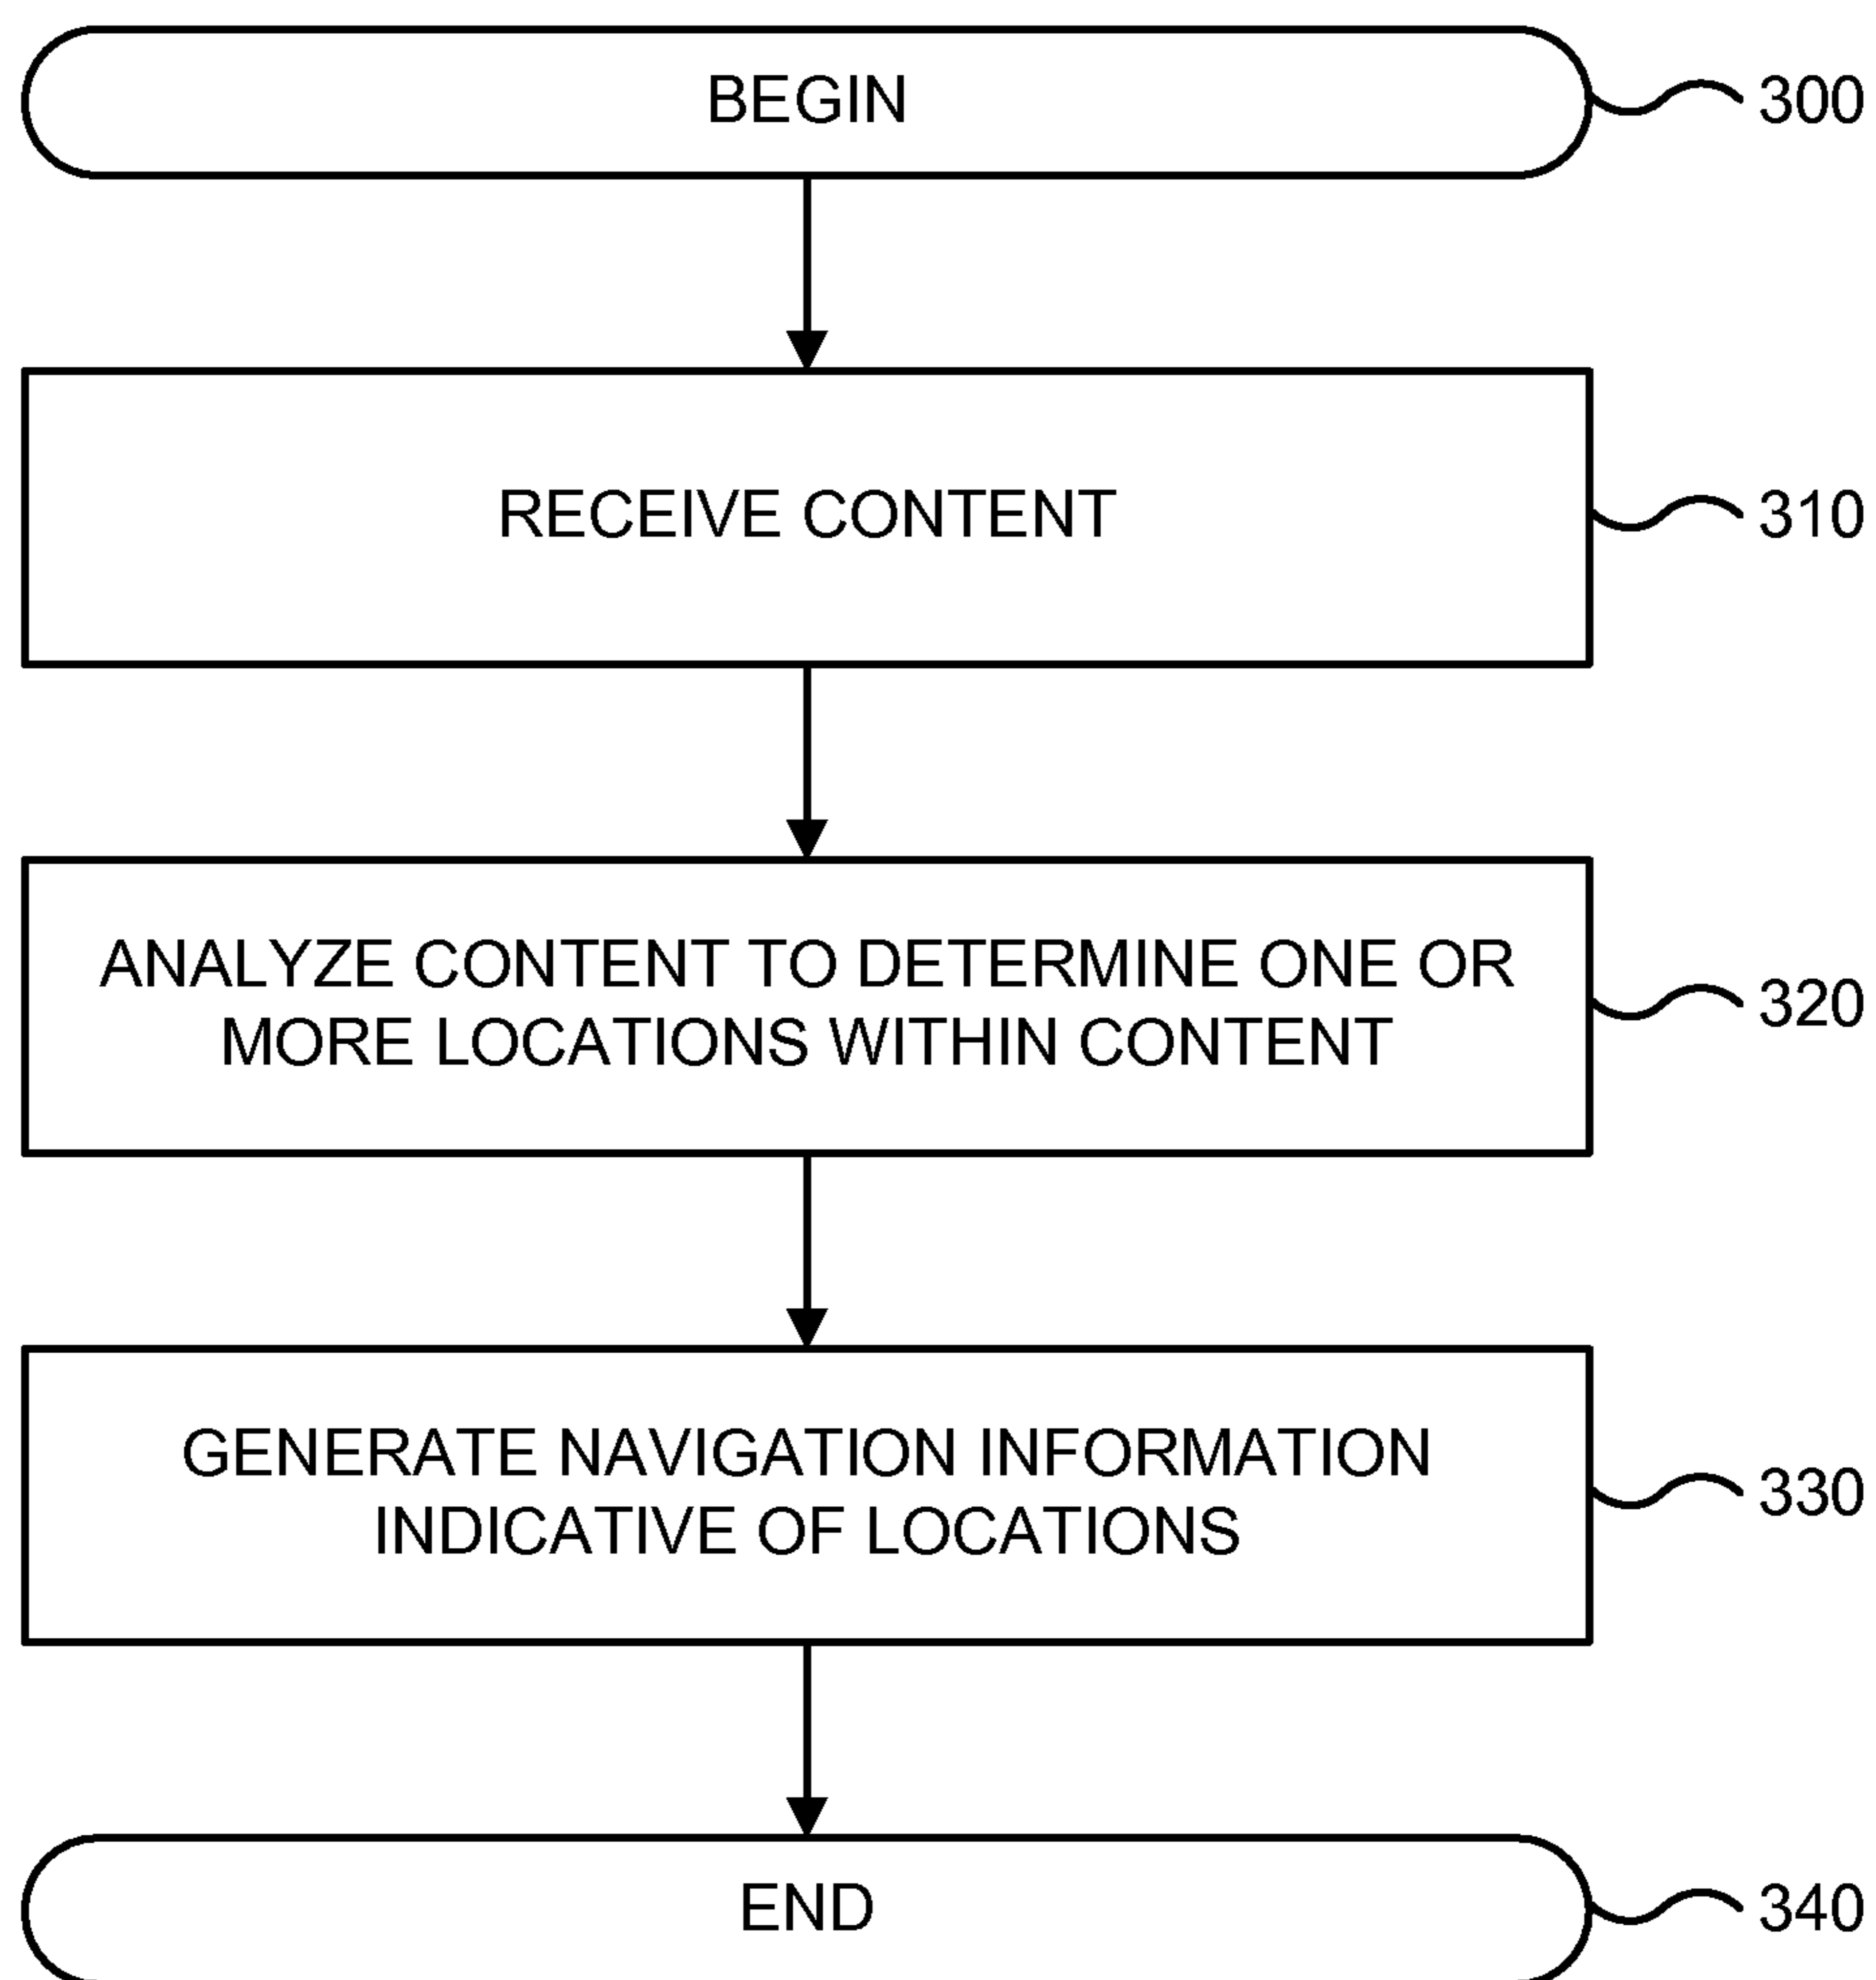 BEGIN
300
RECEIVE CONTENT
310
ANALYZE CONTENT TO DETERMINE ONE OR
MORE LOCATIONS WITHIN CONTENT
320
GENERATE NAVIGATION INFORMATION
INDICATIVE OF LOCATIONS
330
END
340